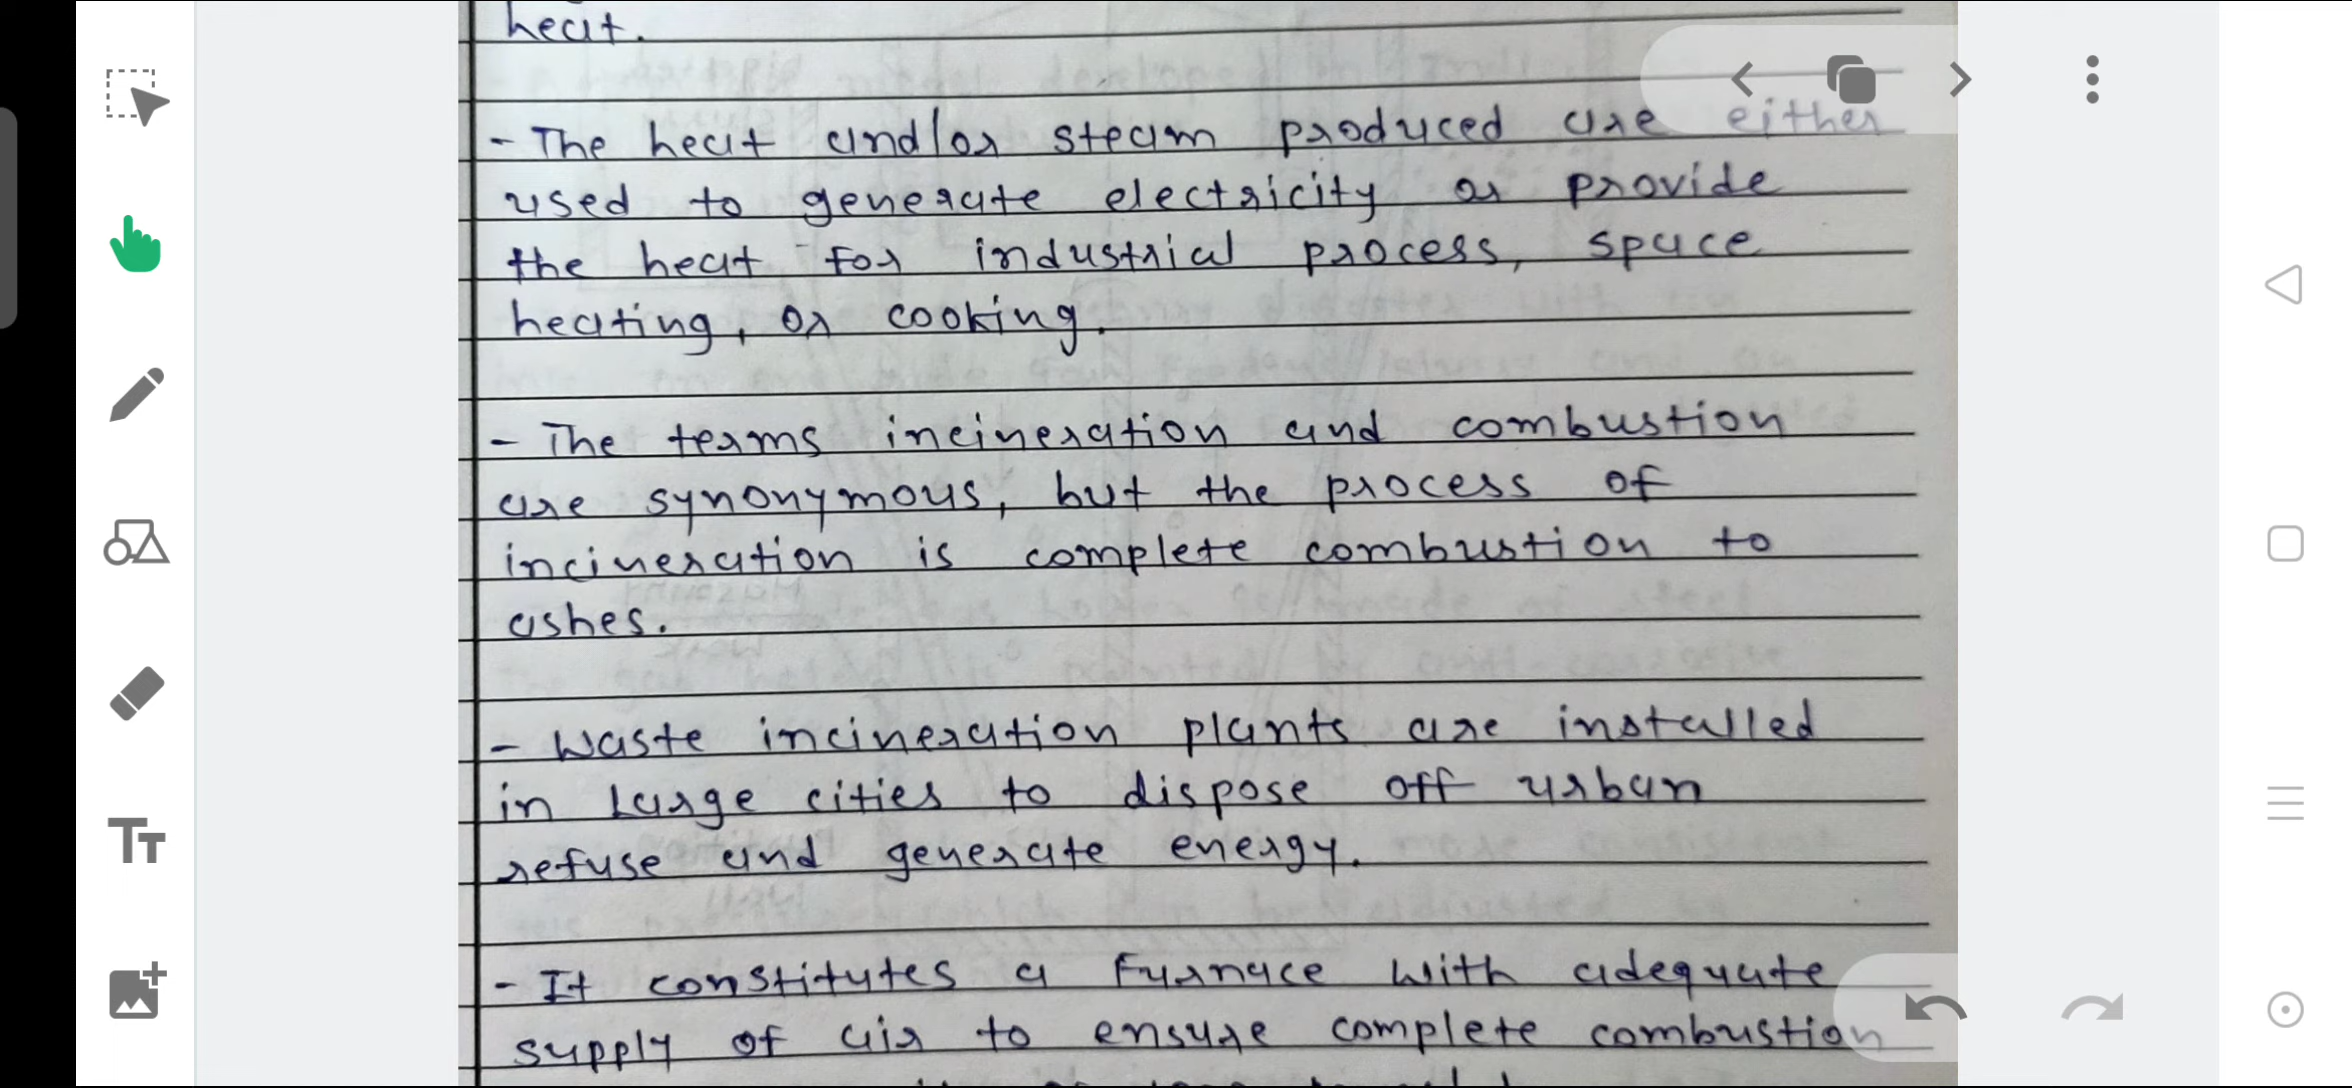 heat.
- The heat and/or steam produced are either
used to generate electricity or provide
the heat for industrial process, space
heating, or cooking.
- The terms incineration and combustion
are synonymous, but the process of
incineration is complete combustion to
ashes.
- Waste incineration plants are installed
in Large cities to dispose off urban
refuse and generate energy.
- It constitutes a Furnace with adequate
supply of air to ensure complete combustion
TT